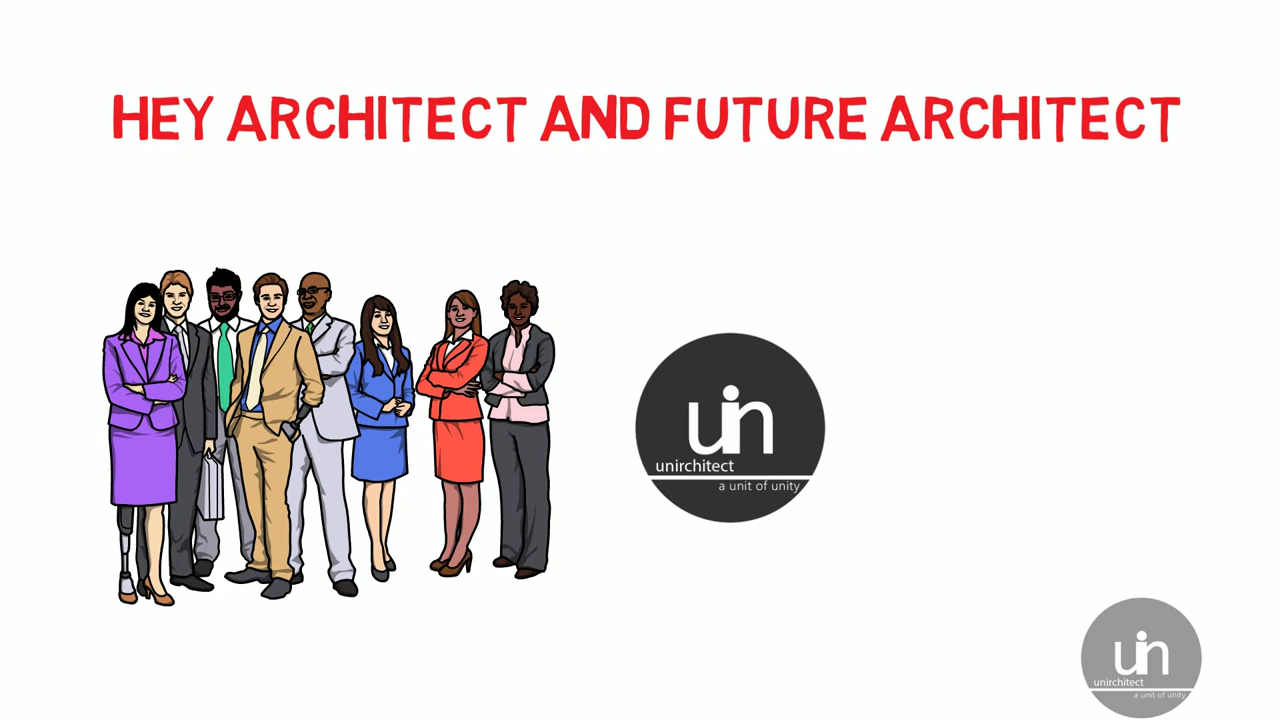 HEY ARCHITECT AND FUTURE ARCHITECT
uin
unirchitect
a unit of unity
uin
unirchitect
a unit of unity